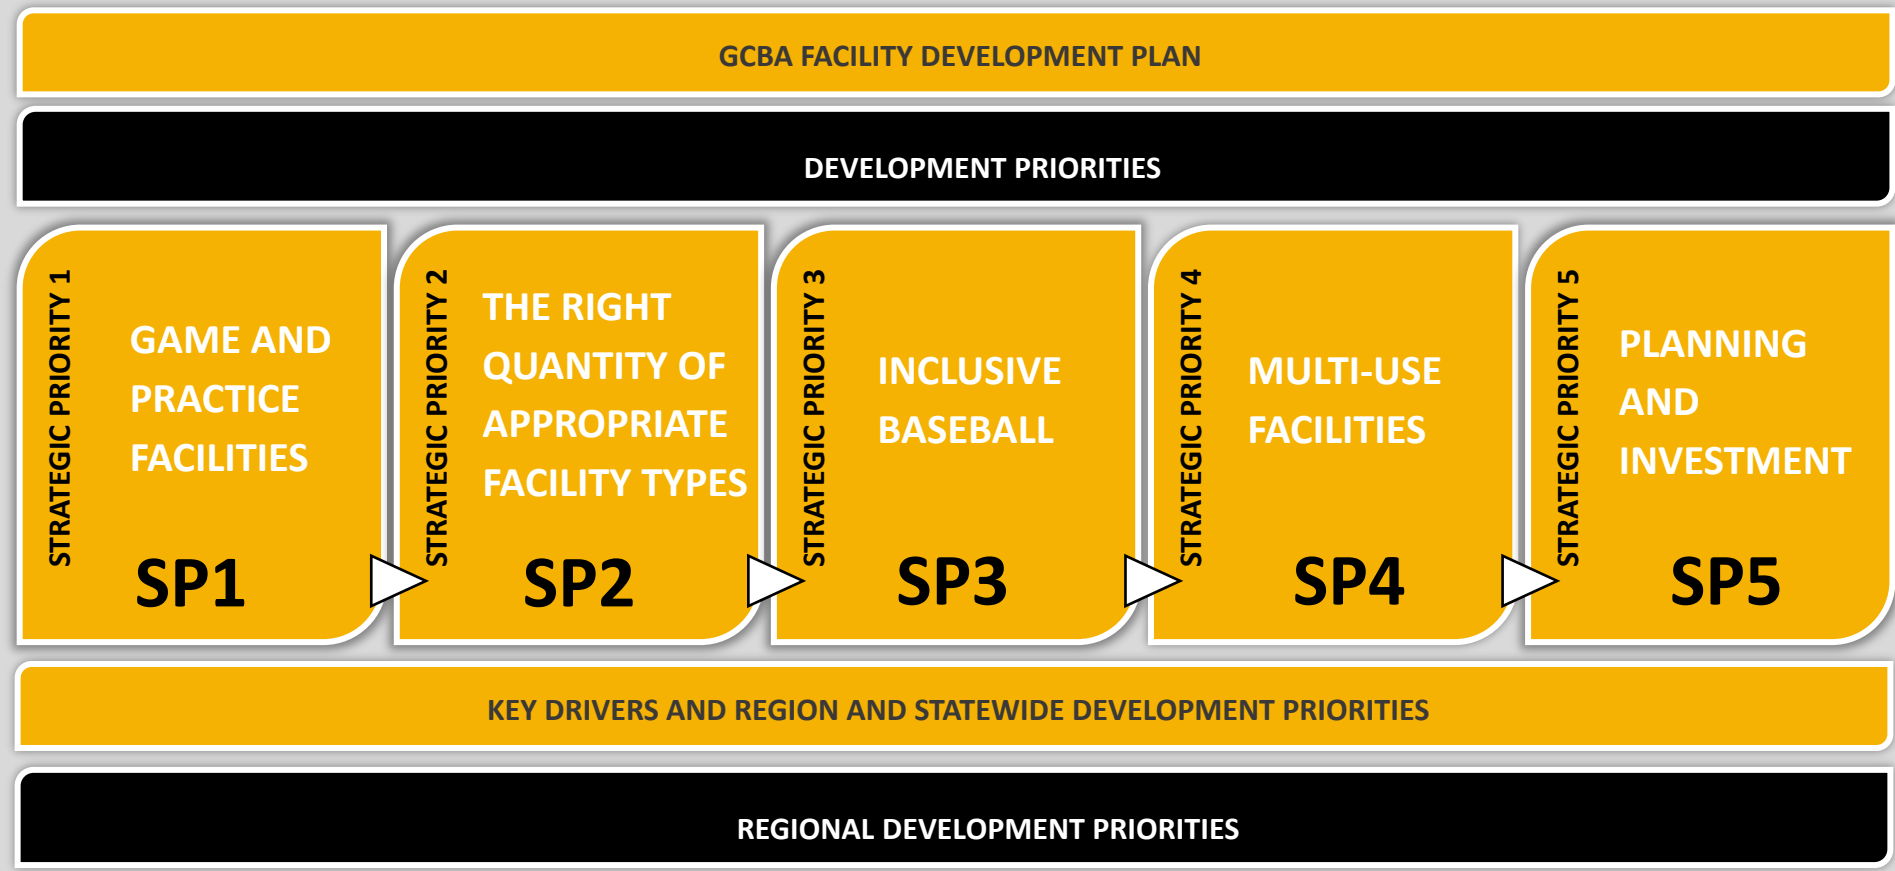 GCBA FACILITY DEVELOPMENT PLAN
DEVELOPMENT PRIORITIES
STRATEGIC PRIORITY 1
GAME AND
PRACTICE
FACILITIES
SP1
STRATEGIC PRIORITY 2
THE RIGHT
QUANTITY OF
APPROPRIATE
FACILITY TYPES
SP2
STRATEGIC PRIORITY 3
INCLUSIVE
BASEBALL
SP3
STRATEGIC PRIORITY 4
MULTI-USE
FACILITIES
SP4
STRATEGIC PRIORITY 5
PLANNING
AND
INVESTMENT
SP5
KEY DRIVERS AND REGION AND STATEWIDE DEVELOPMENT PRIORITIES
REGIONAL DEVELOPMENT PRIORITIES